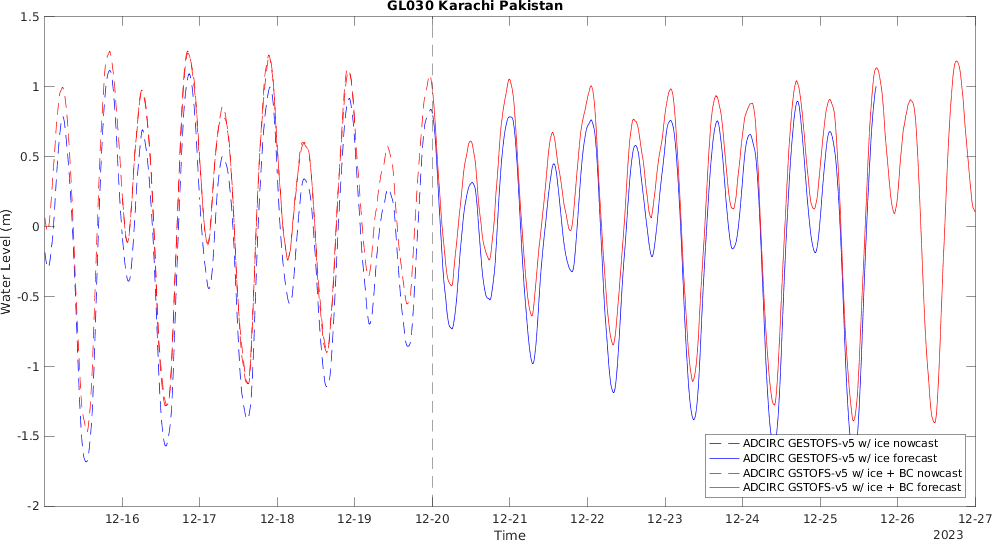 GL030 Karachi Pakistan
1.5
1
0.5
0
-0.5
-1
-1.5
-2
Water Level (m)
ADCIRC GESTOFS-v5 w/ ice nowcast
ADCIRC GESTOFS-v5 w/ ice forecast
ADCIRC GSTOFS-v5 w/ ice + BC nowcast
ADCIRC GSTOFS-v5 w/ ice + BC forecast
12-16 12-17 12-18 12-19 12-20 12-21 12-22 12-23 12-24 12-25 12-26 12-27
Time
2023